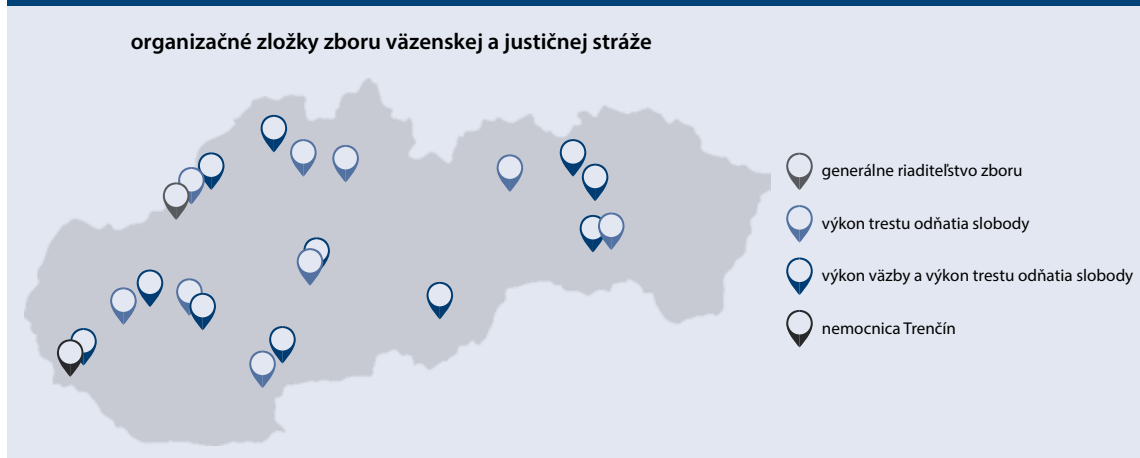 organizačné zložky zboru väzenskej a justičnej stráže
generálne riaditeľstvo zboru
výkon trestu odňatia slobody
výkon väzby a výkon trestu odňatia slobody
nemocnica Trenčín